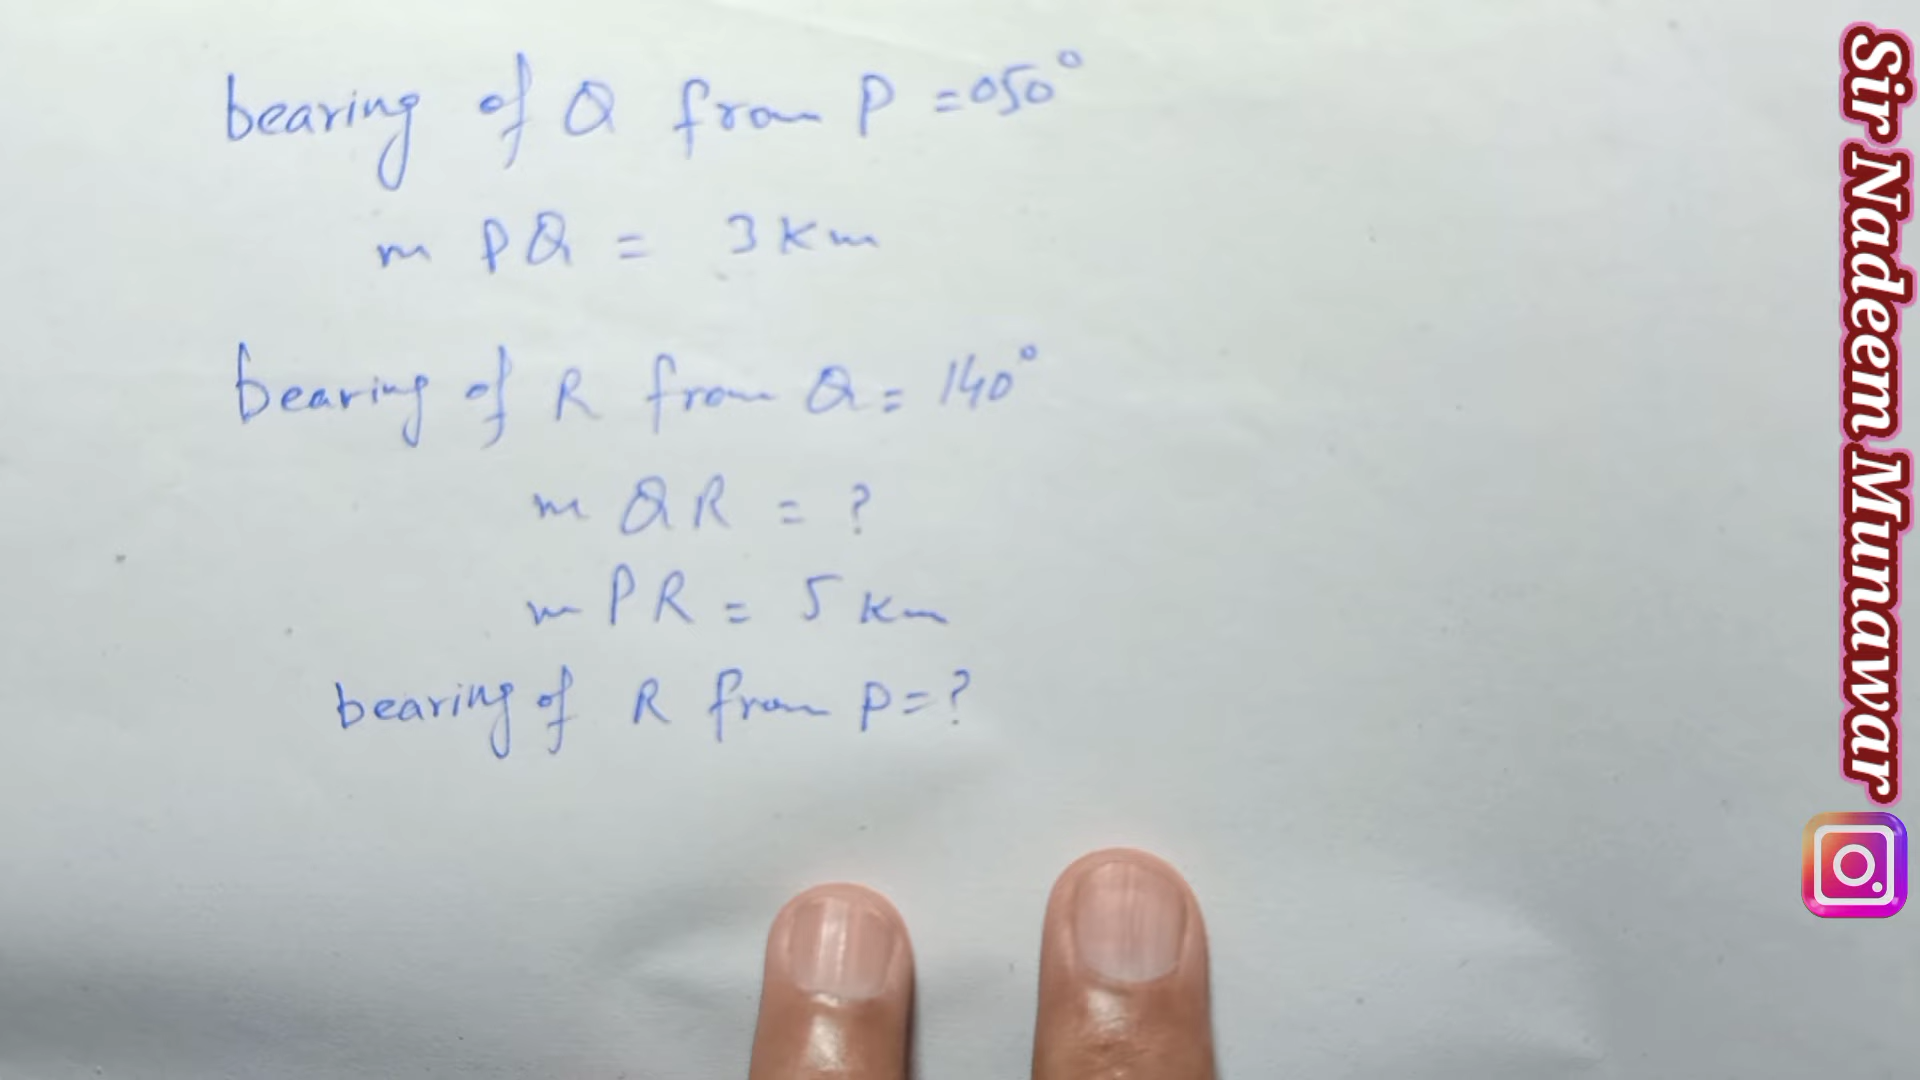 bearing of Q from P = 050°
m PQ = 3 Km
bearing of R from Q = 140°
m QR = ?
m PR = 5 Km
bearing of R from P = ?
Sir Nadeem Munawar